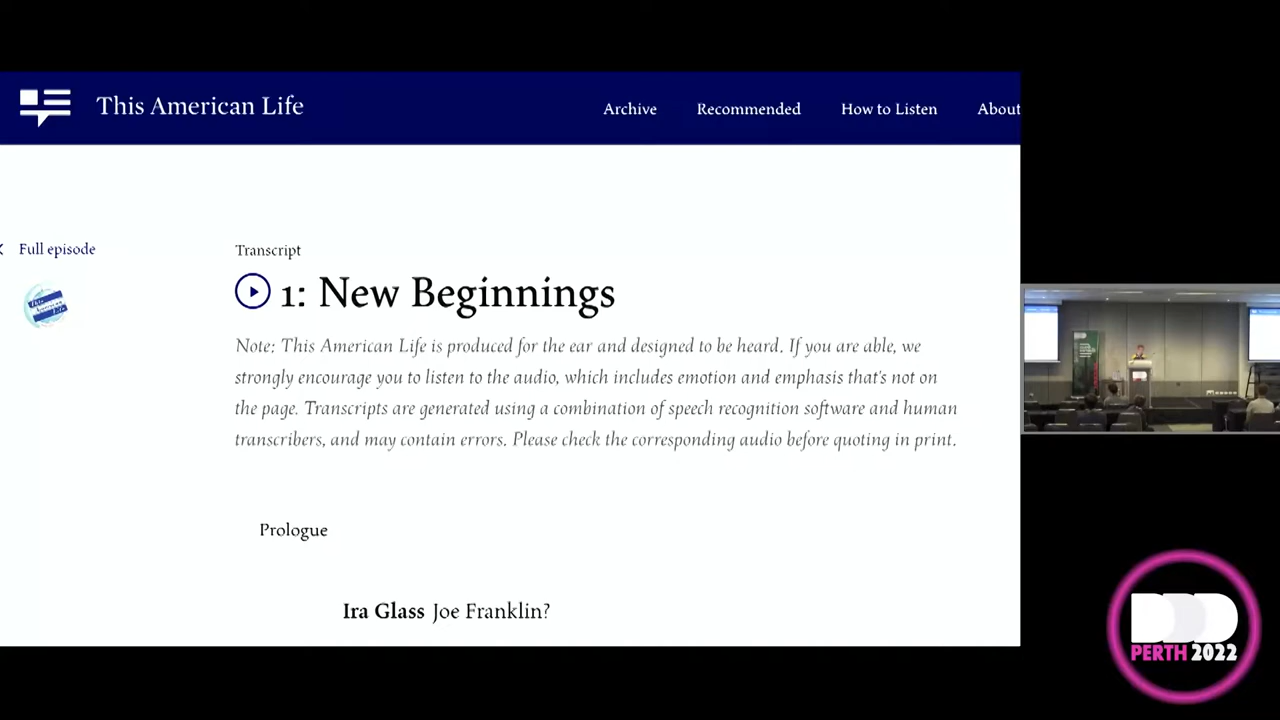 This American Life
Archive Recommended How to Listen About
Full episode
This
American
Life
Transcript
1: New Beginnings
Note: This American Life is produced for the ear and designed to be heard. If you are able, we
strongly encourage you to listen to the audio, which includes emotion and emphasis that's not on
the page. Transcripts are generated using a combination of speech recognition software and human
transcribers, and may contain errors. Please check the corresponding audio before quoting in print.
Prologue
Ira Glass Joe Franklin?
DDD
PERTH 2022